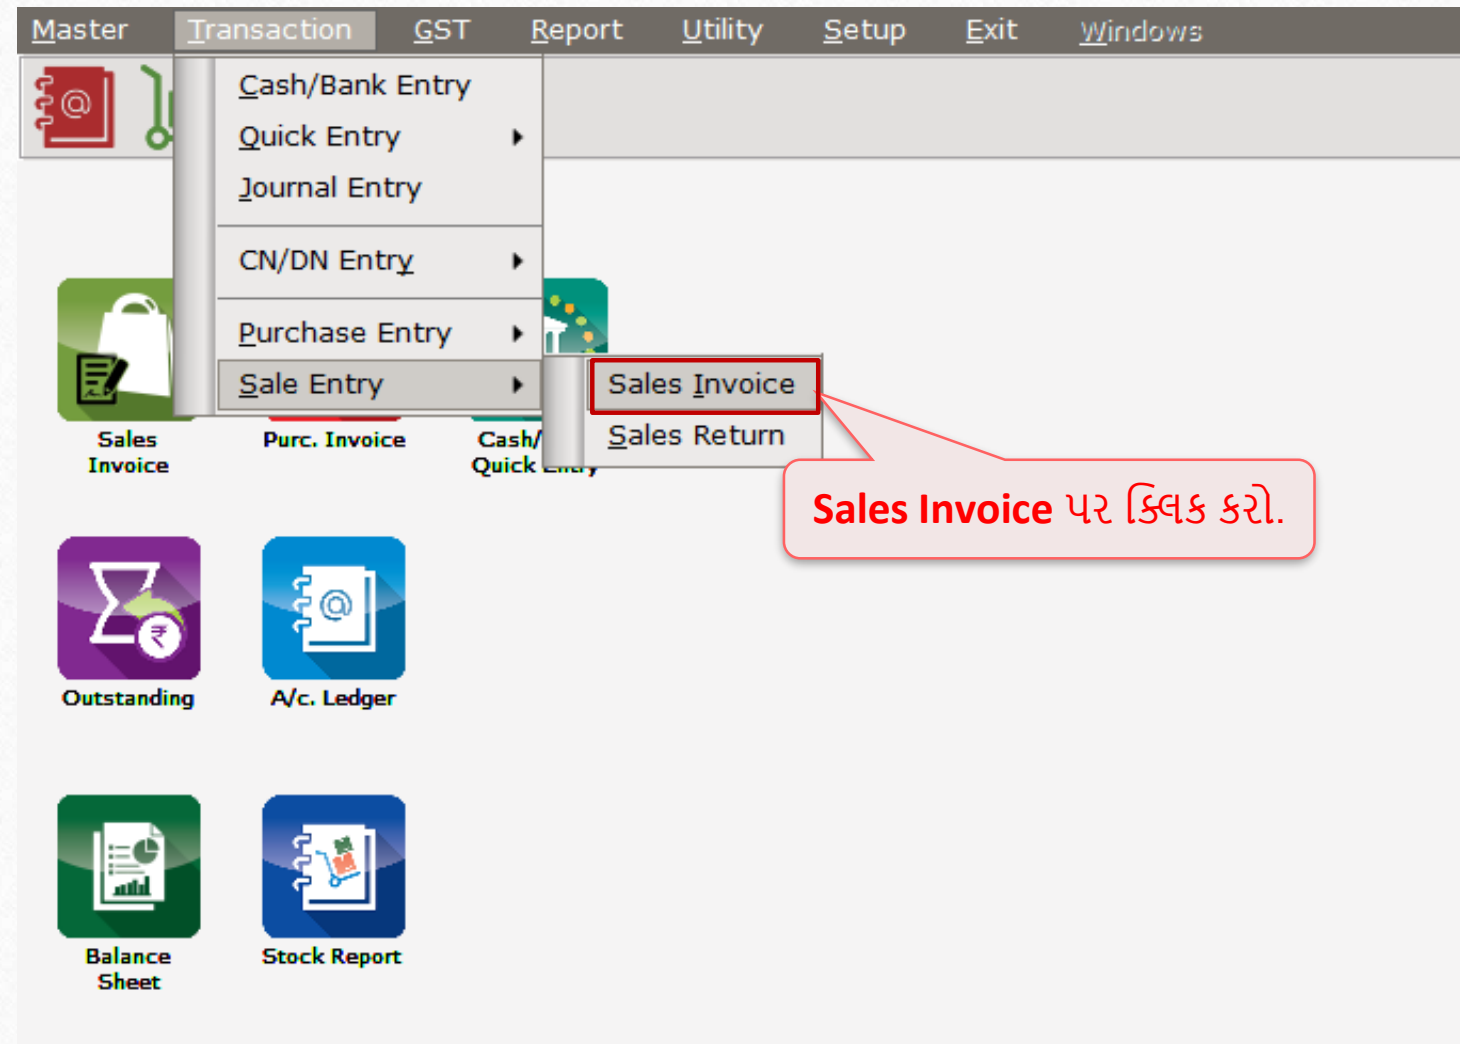 Master Transaction GST Report Utility Setup Exit Windows
Cash/Bank Entry
Quick Entry
Journal Entry
CN/DN Entry
Purchase Entry
Sale Entry
Sales Invoice
Sales Return
Sales Invoice પર ક્લિક કરો.
Sales
Invoice
Purc. Invoice
Cash/
Quick Entry
Outstanding
A/c. Ledger
Balance
Sheet
Stock Report